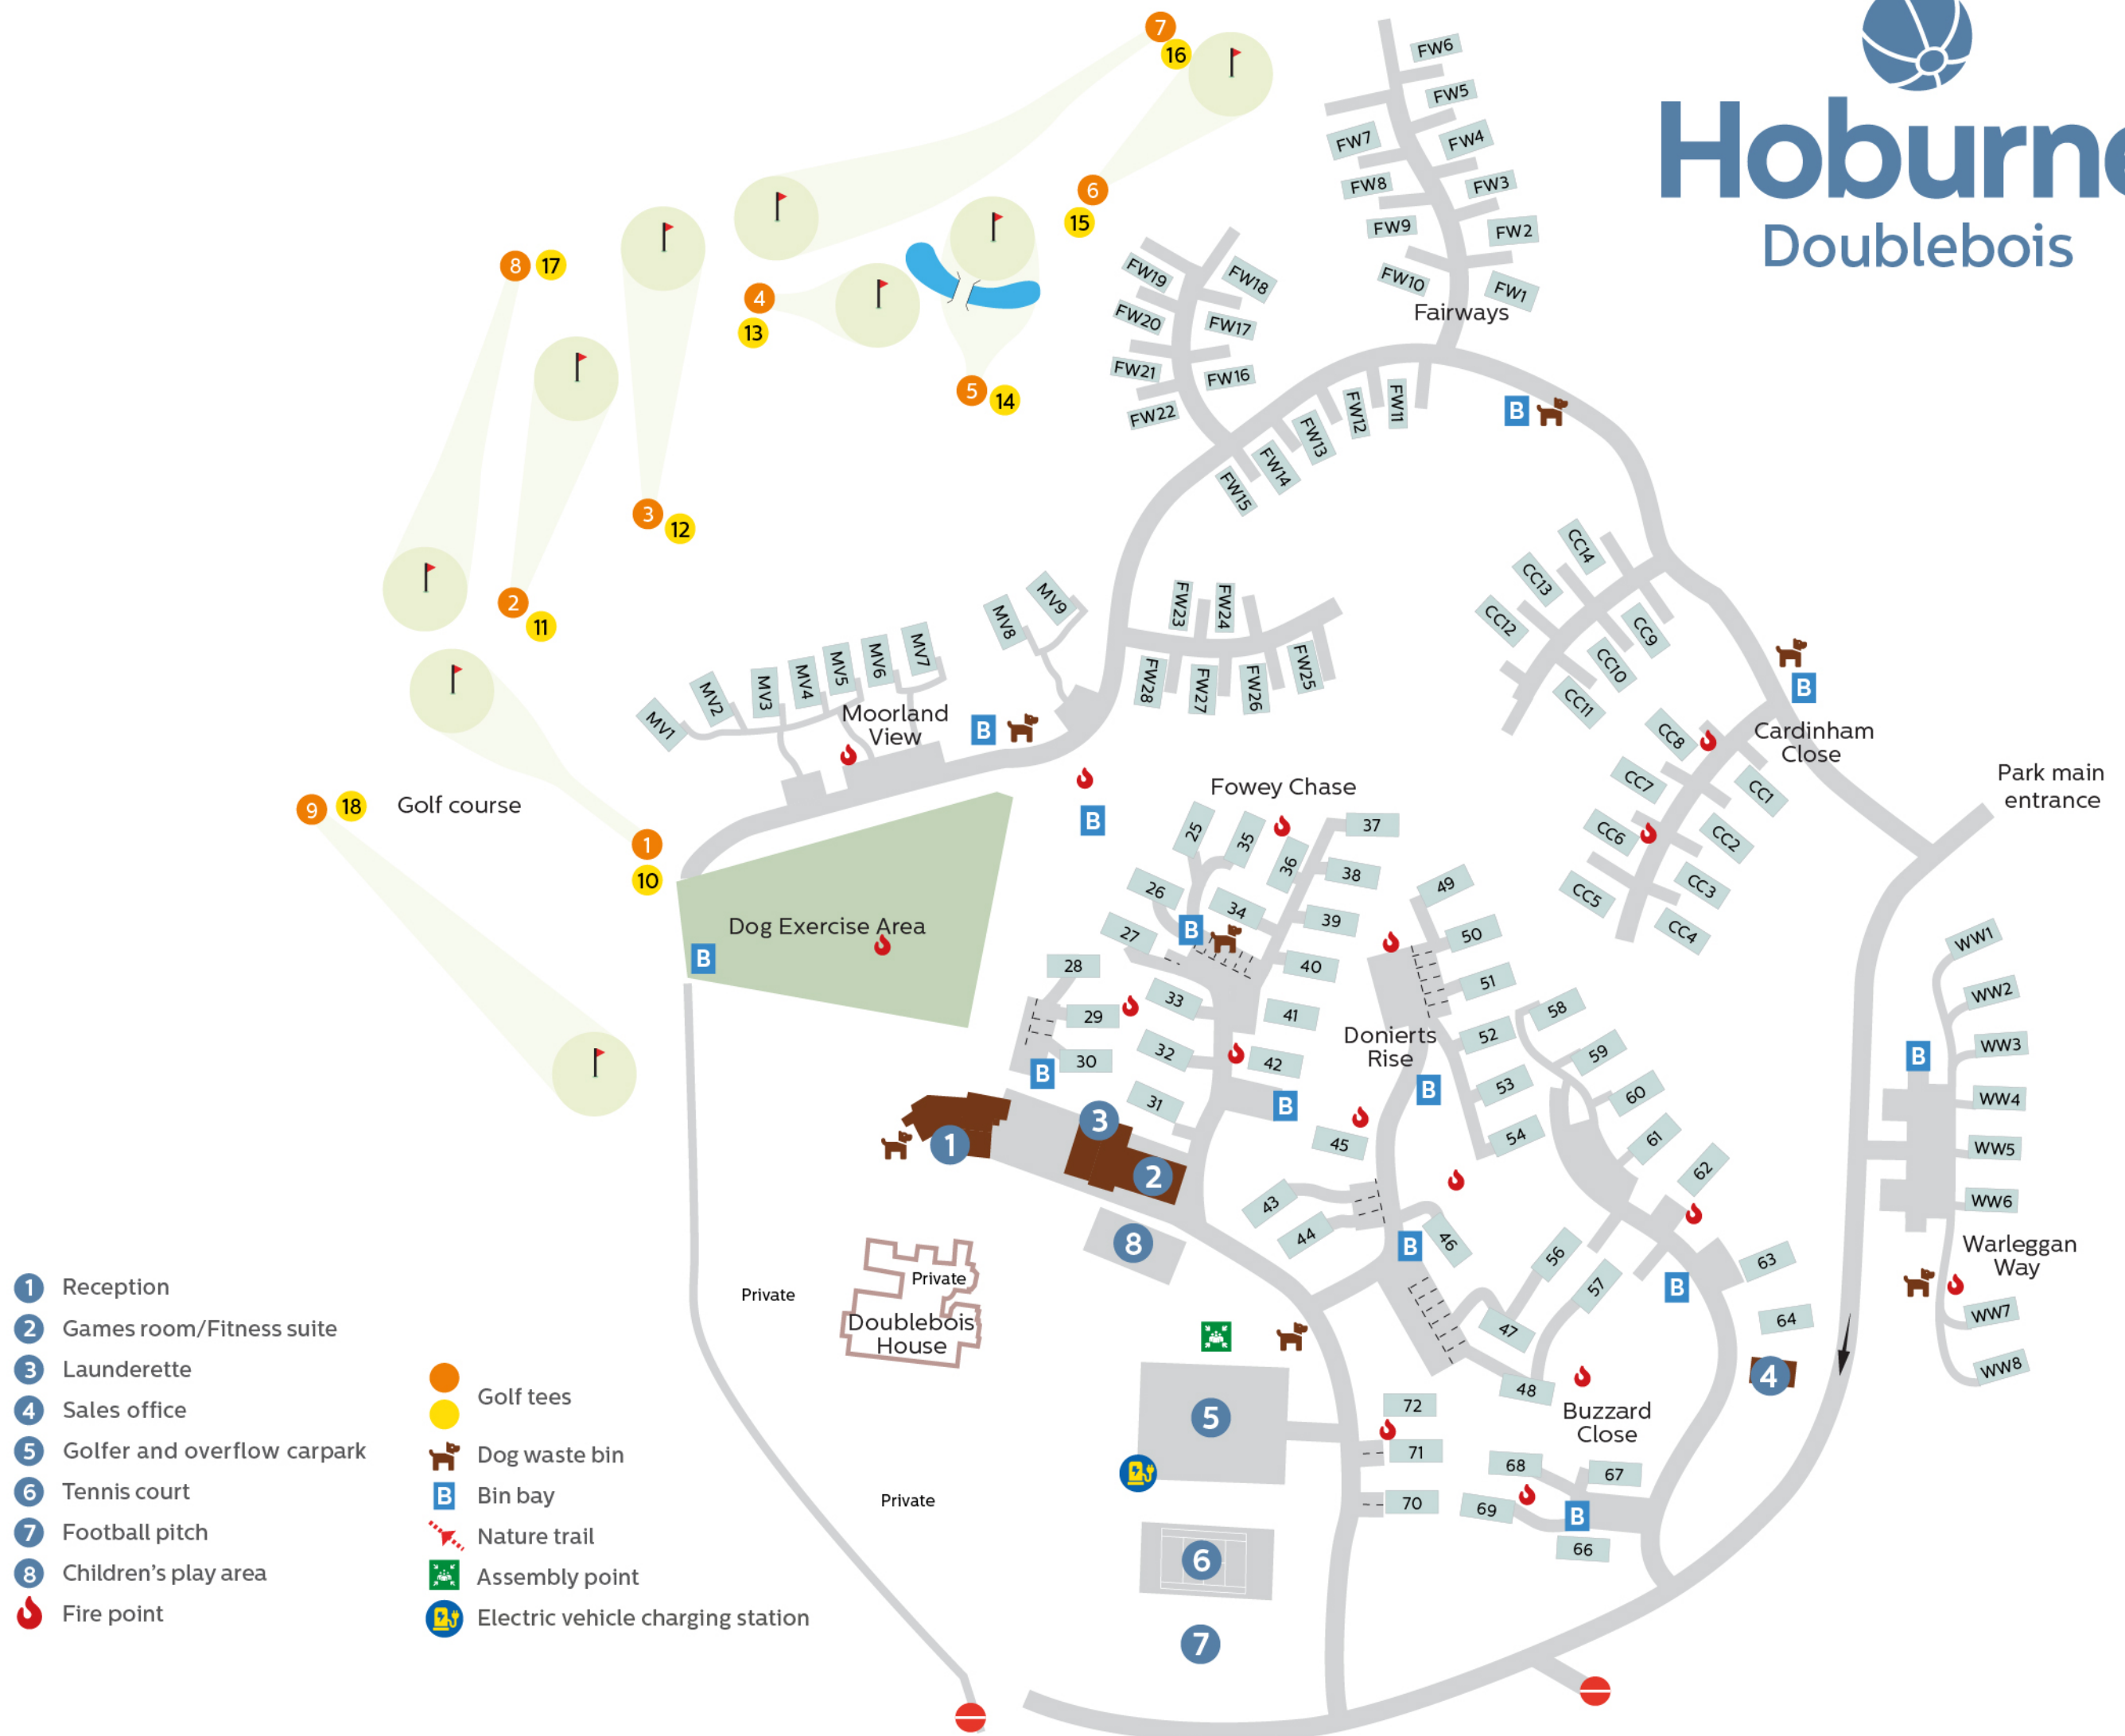 Hoburne
Doublebois
7
16
6
15
8
17
4
13
5
14
3
12
2
11
9
18
Golf course
1
10
FW6
FW5
FW7
FW4
FW8
FW3
FW9
FW2
FW10
FW1
Fairways
FW19
FW18
FW20
FW17
FW21
FW16
FW22
FW11
FW12
FW13
FW14
FW15
B
FW23
FW24
FW28
FW27
FW26
FW25
CC14
CC13
CC12
CC9
CC10
CC11
B
CC8
CC7
CC6
CC5
CC1
CC2
CC3
CC4
Cardinham
Close
Park main
entrance
MV1
MV2
MV3
MV4
MV5
MV6
MV7
MV8
MV9
Moorland
View
B
B
Dog Exercise Area
B
Fowey Chase
25
35
36
37
26
34
38
27
B
39
28
33
40
29
41
30
32
42
B
31
B
Donierts
Rise
49
50
51
52
53
54
B
45
43
44
46
B
47
48
56
57
58
59
60
61
62
63
64
B
4
Buzzard
Close
WW1
WW2
WW3
B
WW4
WW5
WW6
Warleggan
Way
WW7
WW8
1
3
2
8
Private
Private
Doublebois
House
Private
5
6
7
72
71
70
68
67
69
B
66
1 Reception
2 Games room/Fitness suite
3 Launderette
4 Sales office
5 Golfer and overflow carpark
6 Tennis court
7 Football pitch
8 Children's play area
Fire point
Golf tees
Dog waste bin
B Bin bay
Nature trail
Assembly point
Electric vehicle charging station